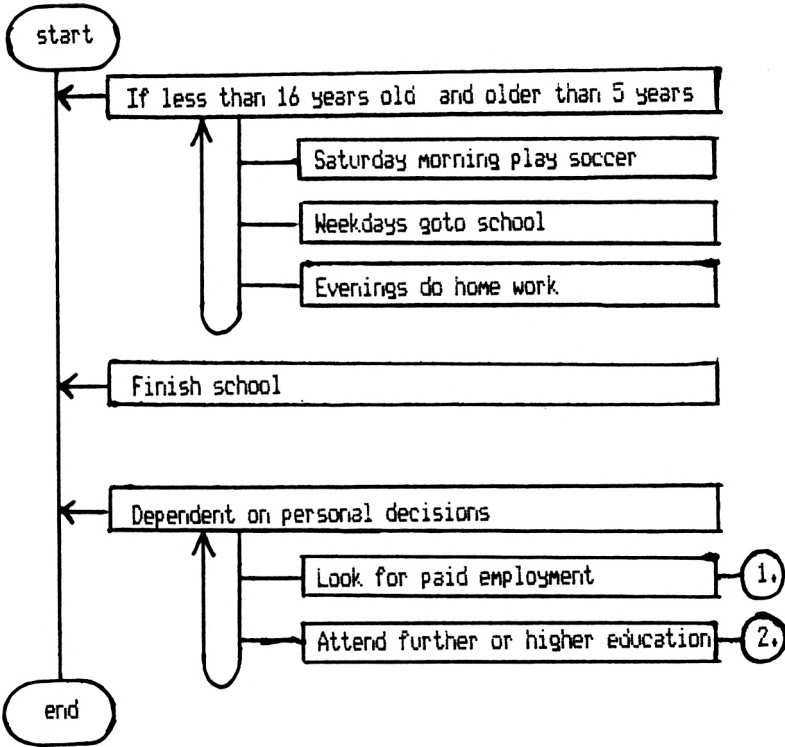 start
If less than 16 years old and older than 5 years
Saturday morning play soccer
Weekdays goto school
Evenings do home work
Finish school
Dependent on personal decisions
Look for paid employment 1.
Attend further or higher education 2.
end